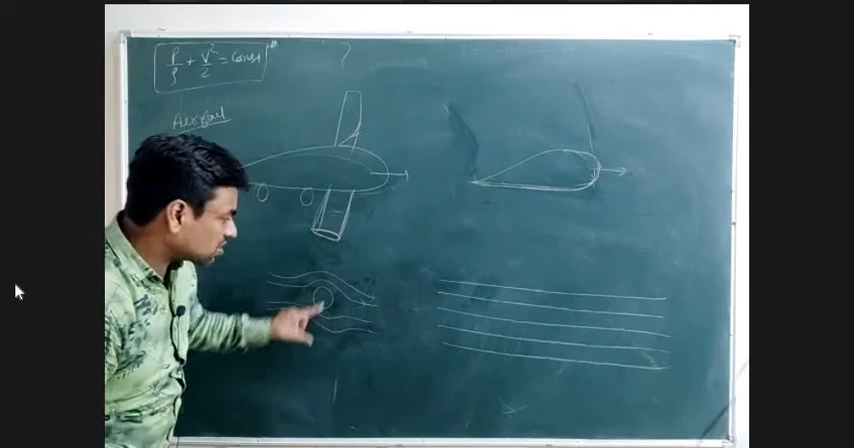 P/ρ + V²/2 = const
Aerofoil